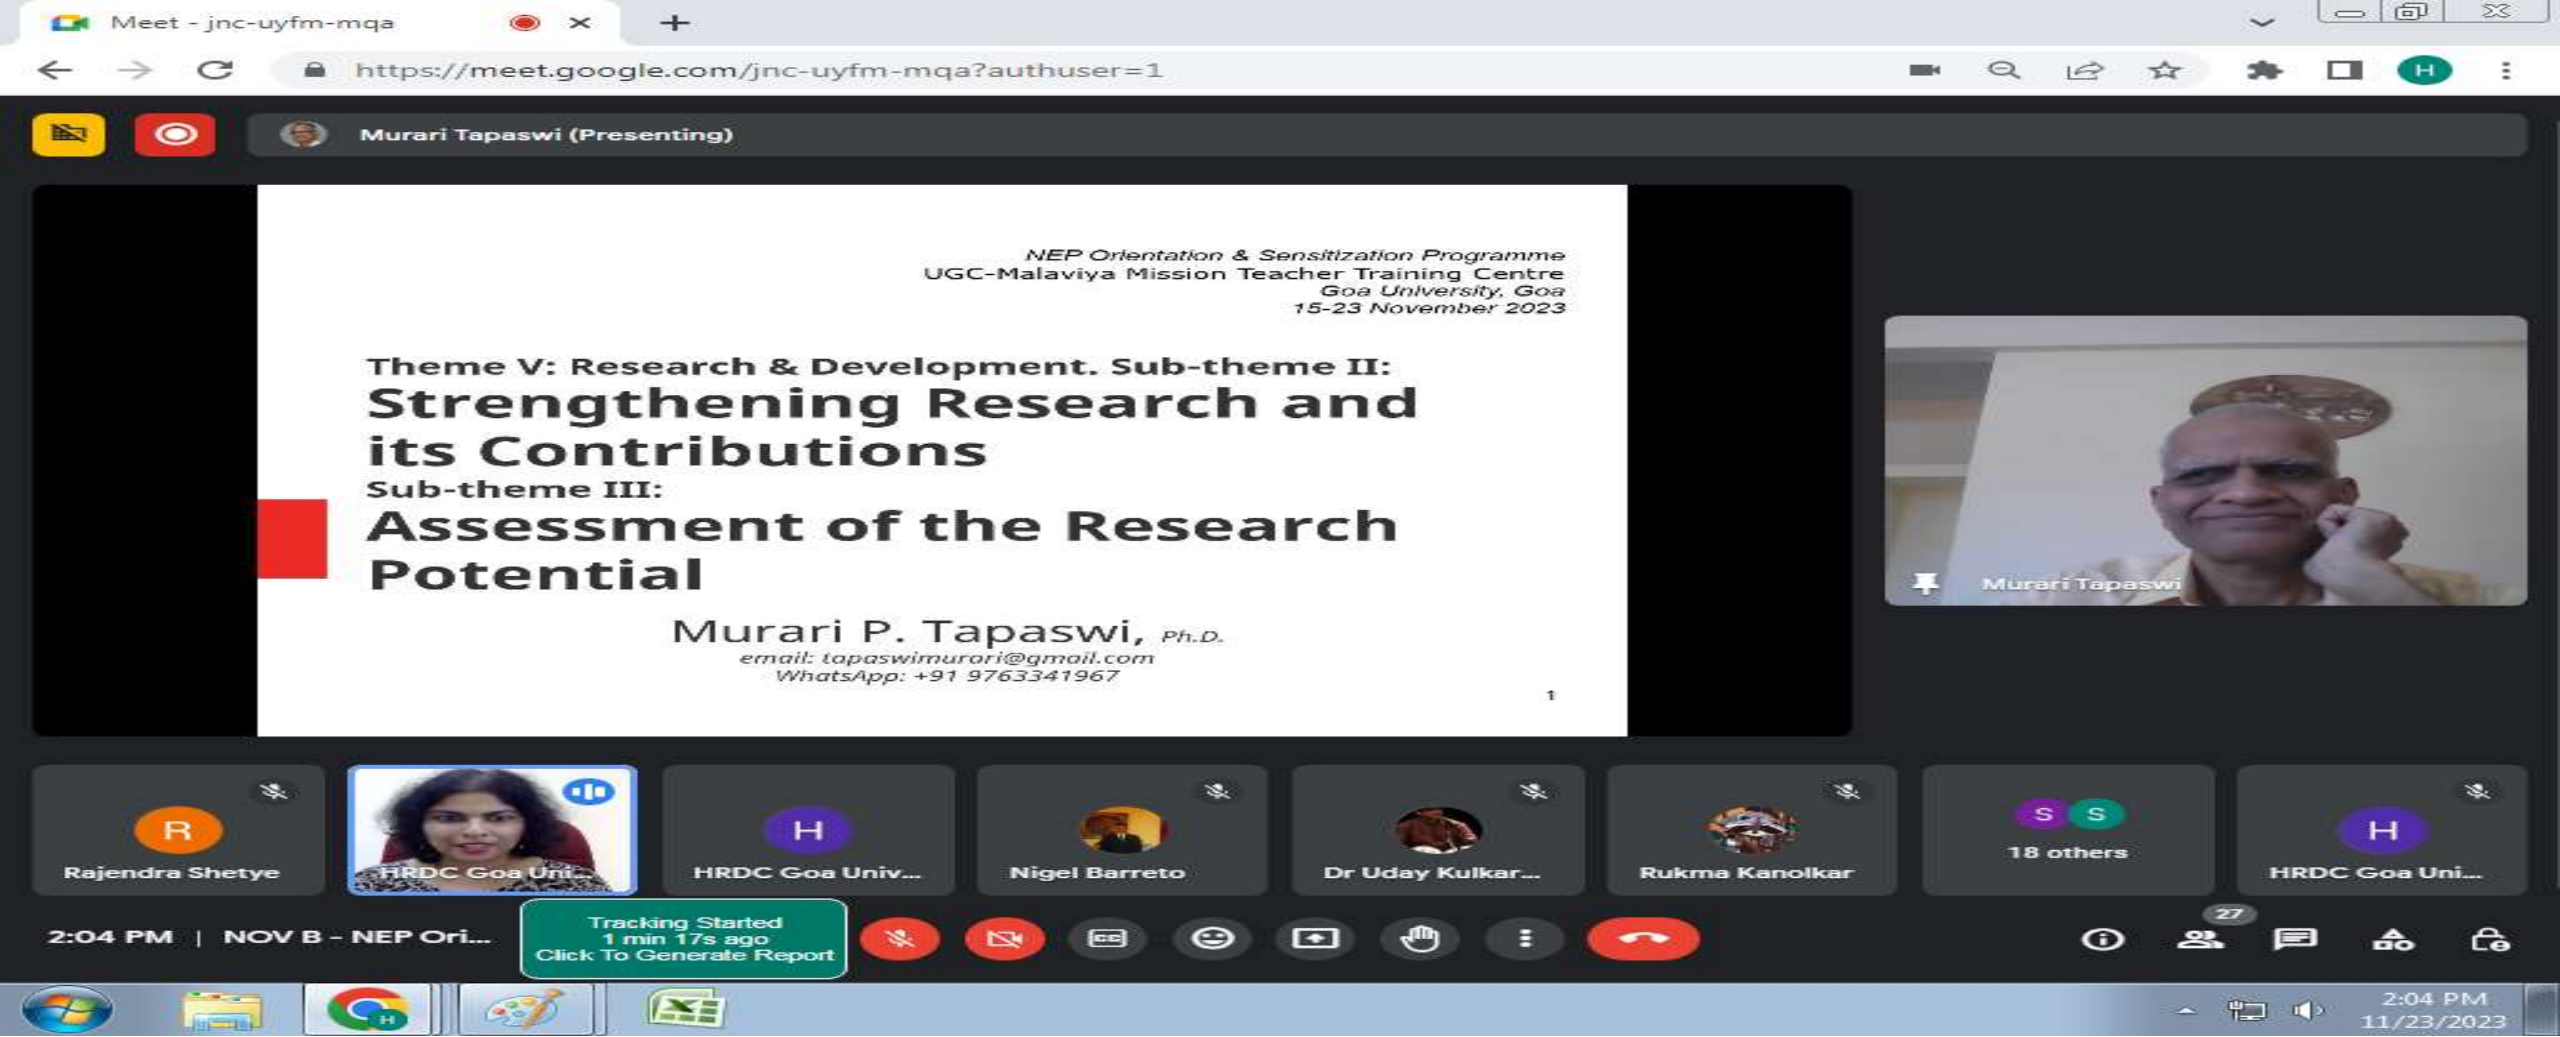 Meet - jnc-uyfm-mqa
https://meet.google.com/jnc-uyfm-mqa?authuser=1
H
Murari Tapaswi (Presenting)
NEP Orientation & Sensitization Programme
UGC-Malaviya Mission Teacher Training Centre
Goa University, Goa
15-23 November 2023
Theme V: Research & Development. Sub-theme II:
Strengthening Research and
its Contributions
Sub-theme III:
Assessment of the Research
Potential
Murari P. Tapaswi, Ph.D.
email: tapaswimurari@gmail.com
WhatsApp: +91 9763341967
1
Murari Tapaswi
R
Rajendra Shetye
HRDC Goa Uni...
H
HRDC Goa Univ...
Nigel Barreto
Dr Uday Kulkar...
Rukma Kanolkar
S S
18 others
H
HRDC Goa Uni...
2:04 PM | NOV B - NEP Ori...
Tracking Started
1 min 17s ago
Click To Generate Report
CC
27
H
2:04 PM
11/23/2023